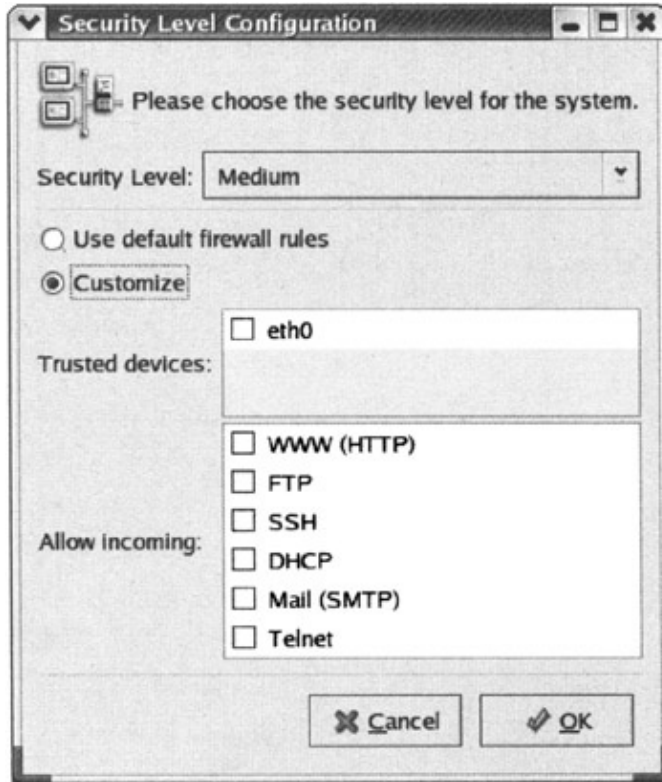 Security Level Configuration
Please choose the security level for the system.
Security Level: Medium
Use default firewall rules
Customize
Trusted devices:
eth0
Allow incoming:
WWW (HTTP)
FTP
SSH
DHCP
Mail (SMTP)
Telnet
Cancel
OK